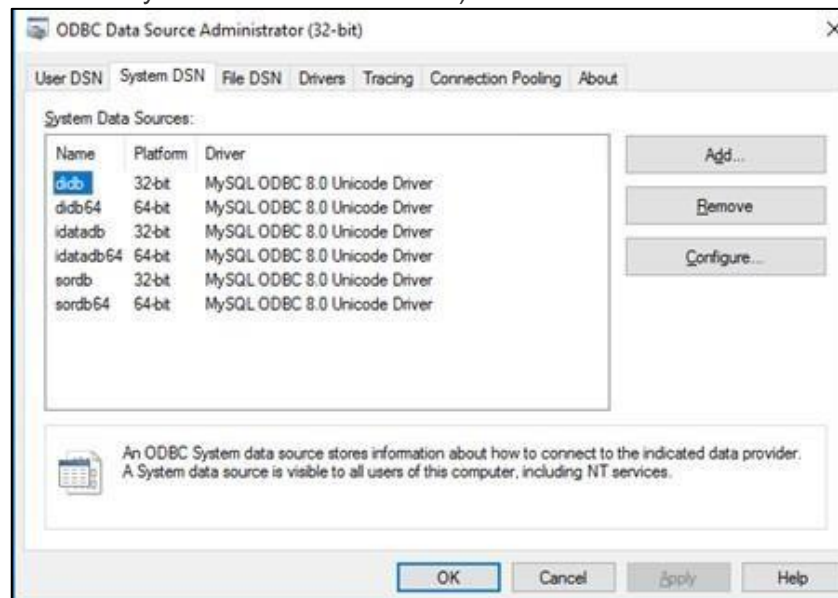 ODBC Data Source Administrator (32-bit)
User DSN System DSN File DSN Drivers Tracing Connection Pooling About
System Data Sources:
Name Platform Driver
didb 32-bit MySQL ODBC 8.0 Unicode Driver
didb64 64-bit MySQL ODBC 8.0 Unicode Driver
idatadb 32-bit MySQL ODBC 8.0 Unicode Driver
idatadb64 64-bit MySQL ODBC 8.0 Unicode Driver
sordb 32-bit MySQL ODBC 8.0 Unicode Driver
sordb64 64-bit MySQL ODBC 8.0 Unicode Driver
Add...
Remove
Configure...
An ODBC System data source stores information about how to connect to the indicated data provider.
A System data source is visible to all users of this computer, including NT services.
OK Cancel Apply Help